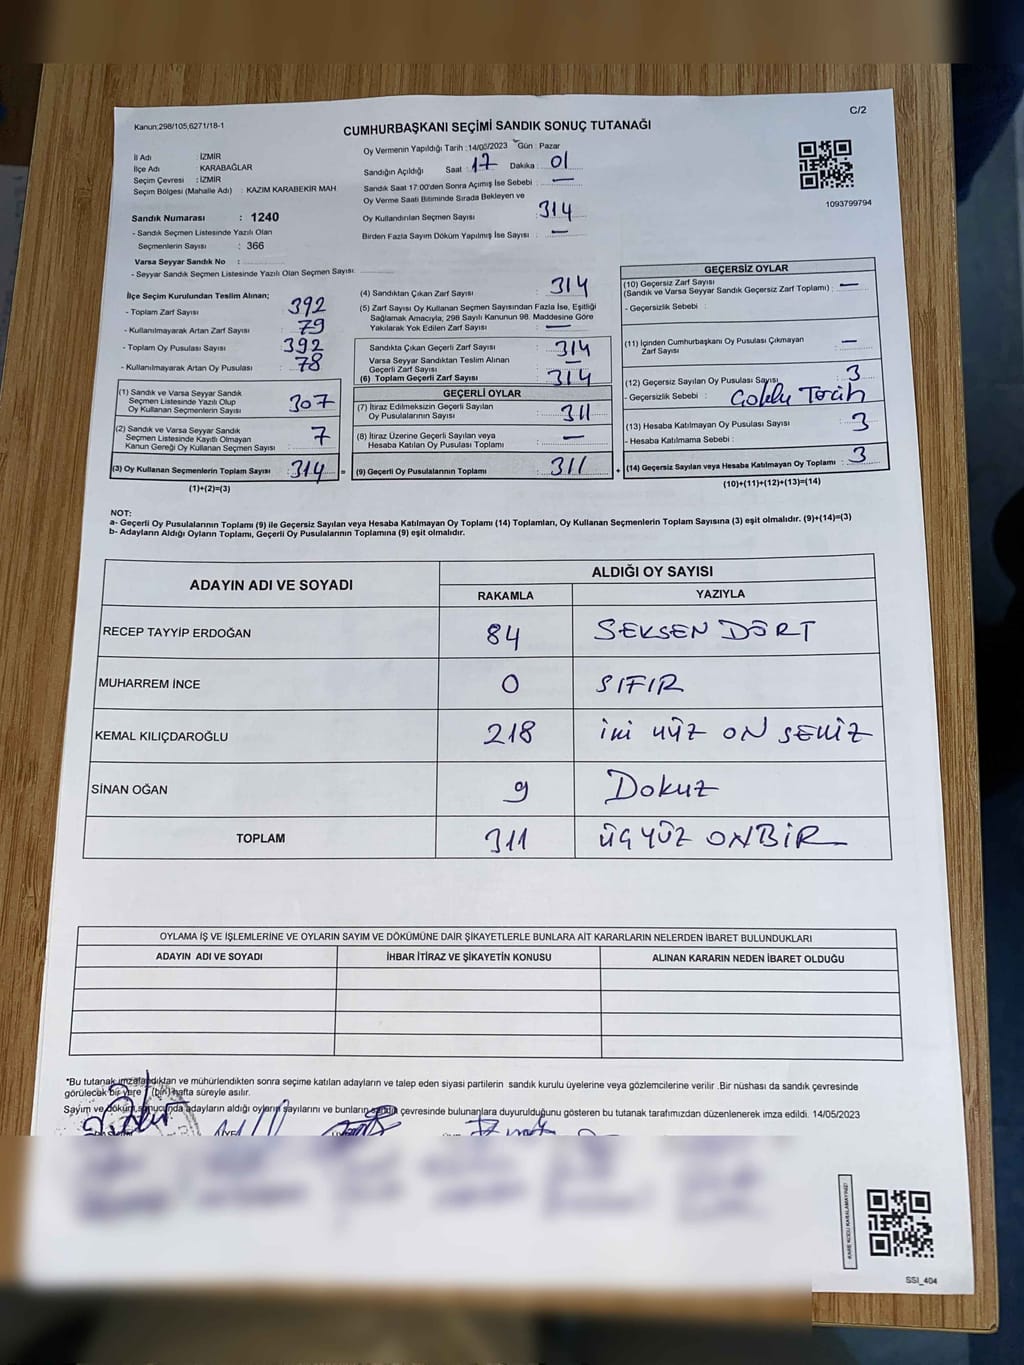 C/2
Kanun;298/105,6271/18-1
CUMHURBAŞKANI SEÇİMİ SANDIK SONUÇ TUTANAĞI
İl Adı İZMİR
İlçe Adı KARABAĞLAR
Seçim Çevresi : İZMİR
Seçim Bölgesi (Mahalle Adı) : KAZIM KARABEKİR MAH
Sandık Numarası : 1240
- Sandık Seçmen Listesinde Yazılı Olan
Seçmenlerin Sayısı : 366
Varsa Seyyar Sandık No :
- Seyyar Sandık Seçmen Listesinde Yazılı Olan Seçmen Sayısı:
Oy Vermenin Yapıldığı Tarih : 14/05/2023 Gün : Pazar
Sandığın Açıldığı Saat : 17 Dakika : 01
Sandık Saat 17:00'den Sonra Açımış İse Sebebi : —
Oy Verme Saati Bitiminde Sırada Bekleyen ve
Oy Kullandırılan Seçmen Sayısı : 314
Birden Fazla Sayım Döküm Yapılmış İse Sayısı : —
1093799794
İlçe Seçim Kurulundan Teslim Alınan;
- Toplam Zarf Sayısı : 392
- Kullanılmayarak Artan Zarf Sayısı : 79
- Toplam Oy Pusulası Sayısı : 392
- Kullanılmayarak Artan Oy Pusulası : 78
(1) Sandık ve Varsa Seyyar Sandık
Seçmen Listesinde Yazılı Olup
Oy Kullanan Seçmenlerin Sayısı : 307
(2) Sandık ve Varsa Seyyar Sandık
Seçmen Listesinde Kayıtlı Olmayan
Kanun Gereği Oy Kullanan Seçmen Sayısı : 7
(3) Oy Kullanan Seçmenlerin Toplam Sayısı : 314 =
(1)+(2)=(3)
(4) Sandıktan Çıkan Zarf Sayısı : 314
(5) Zarf Sayısı Oy Kullanan Seçmen Sayısından Fazla İse, Eşitliği
Sağlamak Amacıyla, 298 Sayılı Kanunun 98. Maddesine Göre
Yakılarak Yok Edilen Zarf Sayısı : —
Sandıkta Çıkan Geçerli Zarf Sayısı : 314
Varsa Seyyar Sandıktan Teslim Alınan
Geçerli Zarf Sayısı : —
(6) Toplam Geçerli Zarf Sayısı : 314
GEÇERLİ OYLAR
(7) İtiraz Edilmeksizin Geçerli Sayılan
Oy Pusulalarının Sayısı : 311
(8) İtiraz Üzerine Geçerli Sayılan veya
Hesaba Katılan Oy Pusulası Toplamı : —
(9) Geçerli Oy Pusulalarının Toplamı : 311 +
GEÇERSİZ OYLAR
(10) Geçersiz Zarf Sayısı
(Sandık ve Varsa Seyyar Sandık Geçersiz Zarf Toplamı) : —
- Geçersizlik Sebebi :
(11) İçinden Cumhurbaşkanı Oy Pusulası Çıkmayan
Zarf Sayısı : —
(12) Geçersiz Sayılan Oy Pusulası Sayısı : 3
- Geçersizlik Sebebi : Çoklu Tercih
(13) Hesaba Katılmayan Oy Pusulası Sayısı : 3
- Hesaba Katılmama Sebebi :
(14) Geçersiz Sayılan veya Hesaba Katılmayan Oy Toplamı : 3
(10)+(11)+(12)+(13)=(14)
NOT:
a- Geçerli Oy Pusulalarının Toplamı (9) ile Geçersiz Sayılan veya Hesaba Katılmayan Oy Toplamı (14) Toplamları, Oy Kullanan Seçmenlerin Toplam Sayısına (3) eşit olmalıdır. (9)+(14)=(3)
b- Adayların Aldığı Oyların Toplamı, Geçerli Oy Pusulalarının Toplamına (9) eşit olmalıdır.
ADAYIN ADI VE SOYADI ALDIĞI OY SAYISI
RAKAMLA YAZIYLA
RECEP TAYYİP ERDOĞAN 84 SEKSEN DÖRT
MUHARREM İNCE 0 SIFIR
KEMAL KILIÇDAROĞLU 218 iki yüz ON SEKİZ
SİNAN OĞAN 9 Dokuz
TOPLAM 311 ÜÇ YÜZ ONBİR
OYLAMA İŞ VE İŞLEMLERİNE VE OYLARIN SAYIM VE DÖKÜMÜNE DAİR ŞİKAYETLERLE BUNLARA AİT KARARLARIN NELERDEN İBARET BULUNDUKLARI
ADAYIN ADI VE SOYADI İHBAR İTİRAZ VE ŞİKAYETİN KONUSU ALINAN KARARIN NEDEN İBARET OLDUĞU
*Bu tutanak imzalandıktan ve mühürlendikten sonra seçime katılan adayların ve talep eden siyasi partilerin sandık kurulu üyelerine veya gözlemcilerine verilir .Bir nüshası da sandık çevresinde
görülecek bir yere 1(bin) hafta süreyle asılır.
Sayım ve döküm sonucunda adayların aldığı oyların sayılarını ve bunların sandık çevresinde bulunanlara duyurulduğunu gösteren bu tutanak tarafımızdan düzenlenerek imza edildi. 14/05/2023
KARE KODU KARALAMAYINIZ!
SSI_404